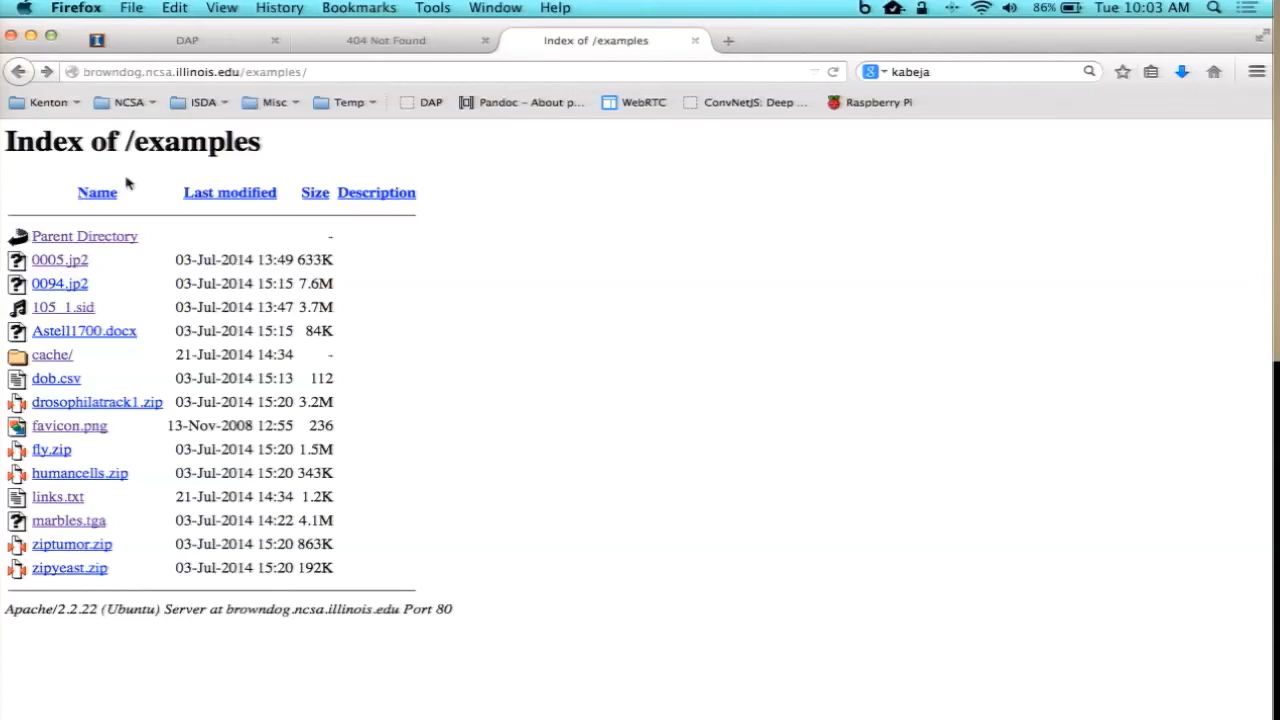 Firefox File Edit View History Bookmarks Tools Window Help 86% Tue 10:03 AM
DAP 404 Not Found Index of /examples
browndog.ncsa.illinois.edu/examples/ kabeja
Kenton NCSA ISDA Misc Temp DAP Pandoc – About p... WebRTC ConvNetJS: Deep ... Raspberry Pi
Index of /examples
Name Last modified Size Description
Parent Directory -
0005.jp2 03-Jul-2014 13:49 633K
0094.jp2 03-Jul-2014 15:15 7.6M
105_1.sid 03-Jul-2014 13:47 3.7M
Astell1700.docx 03-Jul-2014 15:15 84K
cache/ 21-Jul-2014 14:34 -
dob.csv 03-Jul-2014 15:13 112
drosophilatrack1.zip 03-Jul-2014 15:20 3.2M
favicon.png 13-Nov-2008 12:55 236
fly.zip 03-Jul-2014 15:20 1.5M
humancells.zip 03-Jul-2014 15:20 343K
links.txt 21-Jul-2014 14:34 1.2K
marbles.tga 03-Jul-2014 14:22 4.1M
ziptumor.zip 03-Jul-2014 15:20 863K
zipyeast.zip 03-Jul-2014 15:20 192K
Apache/2.2.22 (Ubuntu) Server at browndog.ncsa.illinois.edu Port 80